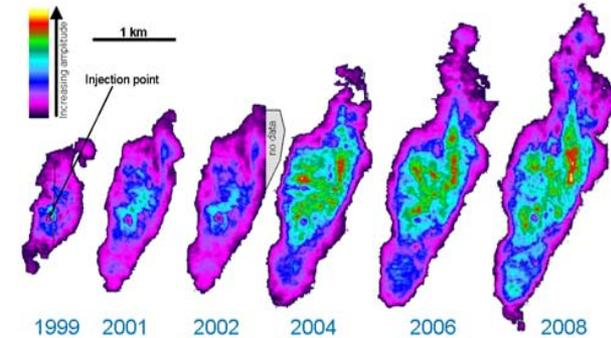 Increasing amplitude
1 km
Injection point
no data
1999
2001
2002
2004
2006
2008